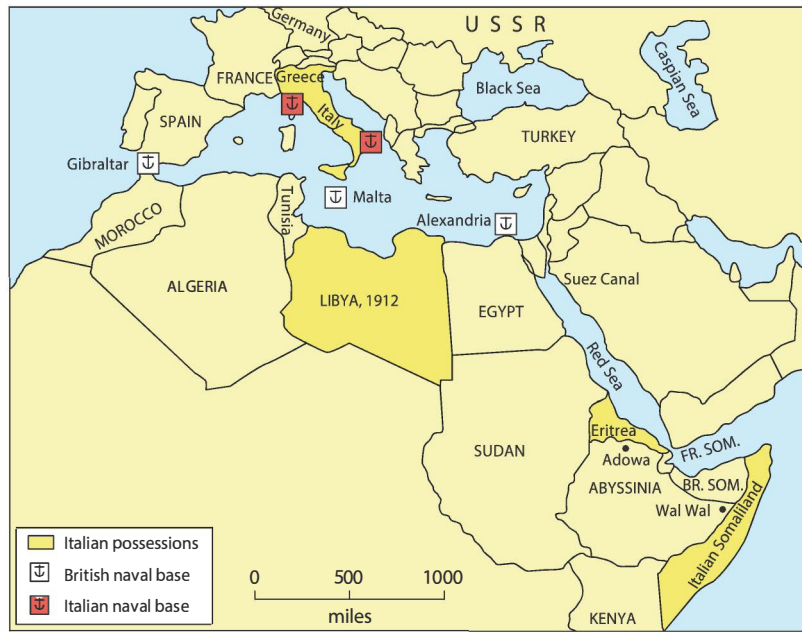 Germany
U S S R
Caspian Sea
FRANCE
Greece
Black Sea
SPAIN
Italy
TURKEY
Gibraltar
Malta
Alexandria
Tunisia
MOROCCO
Suez Canal
ALGERIA
LIBYA, 1912
EGYPT
Red Sea
Eritrea
FR. SOM.
SUDAN
Adowa
ABYSSINIA
BR. SOM.
Wal Wal
Italian Somaliland
KENYA
Italian possessions
British naval base
Italian naval base
0 500 1000
miles